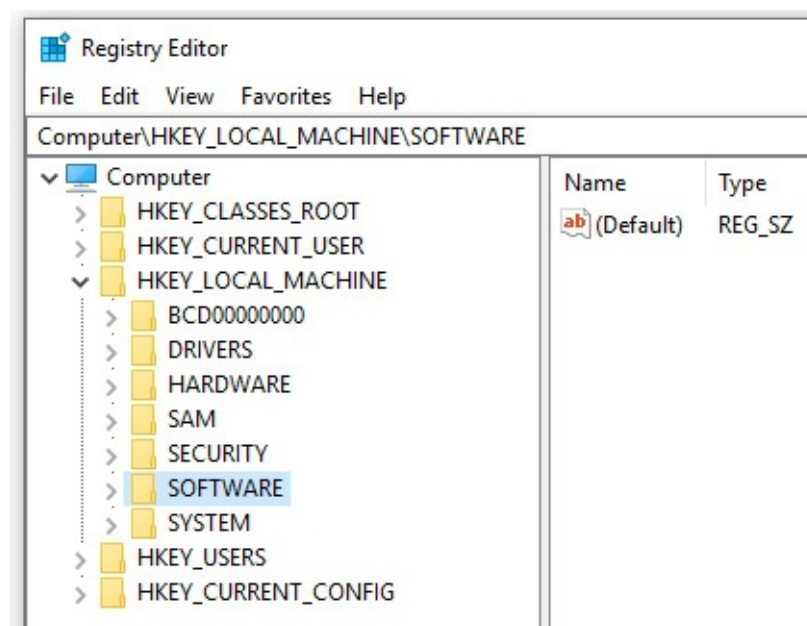 Registry Editor
File Edit View Favorites Help
Computer\HKEY_LOCAL_MACHINE\SOFTWARE
Computer
HKEY_CLASSES_ROOT
HKEY_CURRENT_USER
HKEY_LOCAL_MACHINE
BCD00000000
DRIVERS
HARDWARE
SAM
SECURITY
SOFTWARE
SYSTEM
HKEY_USERS
HKEY_CURRENT_CONFIG
Name Type
ab (Default) REG_SZ